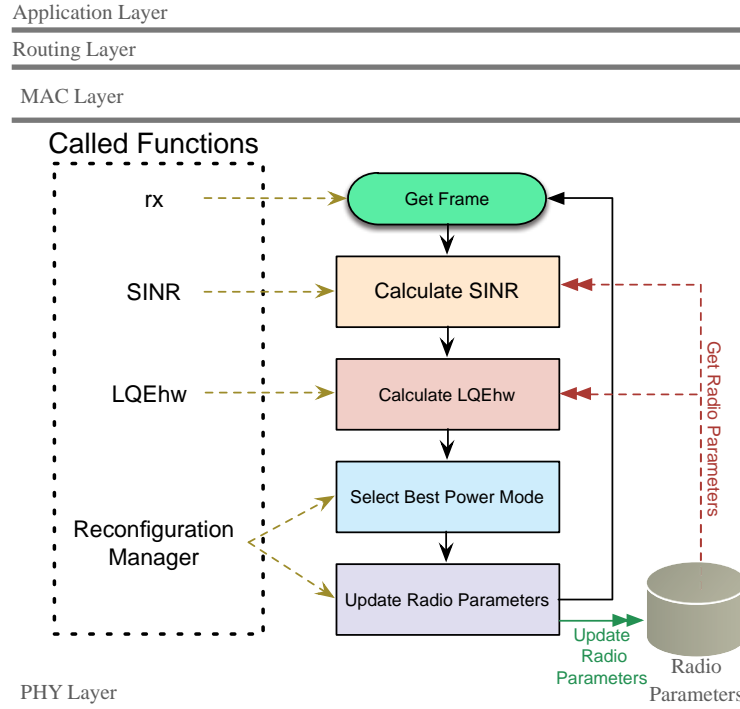 Application Layer
Routing Layer
MAC Layer
Called Functions
rx
Get Frame
SINR
Calculate SINR
LQEhw
Calculate LQEhw
Get Radio Parameters
Select Best Power Mode
Reconfiguration
Manager
Update Radio Parameters
Update
Radio
Parameters
Radio
Parameters
PHY Layer